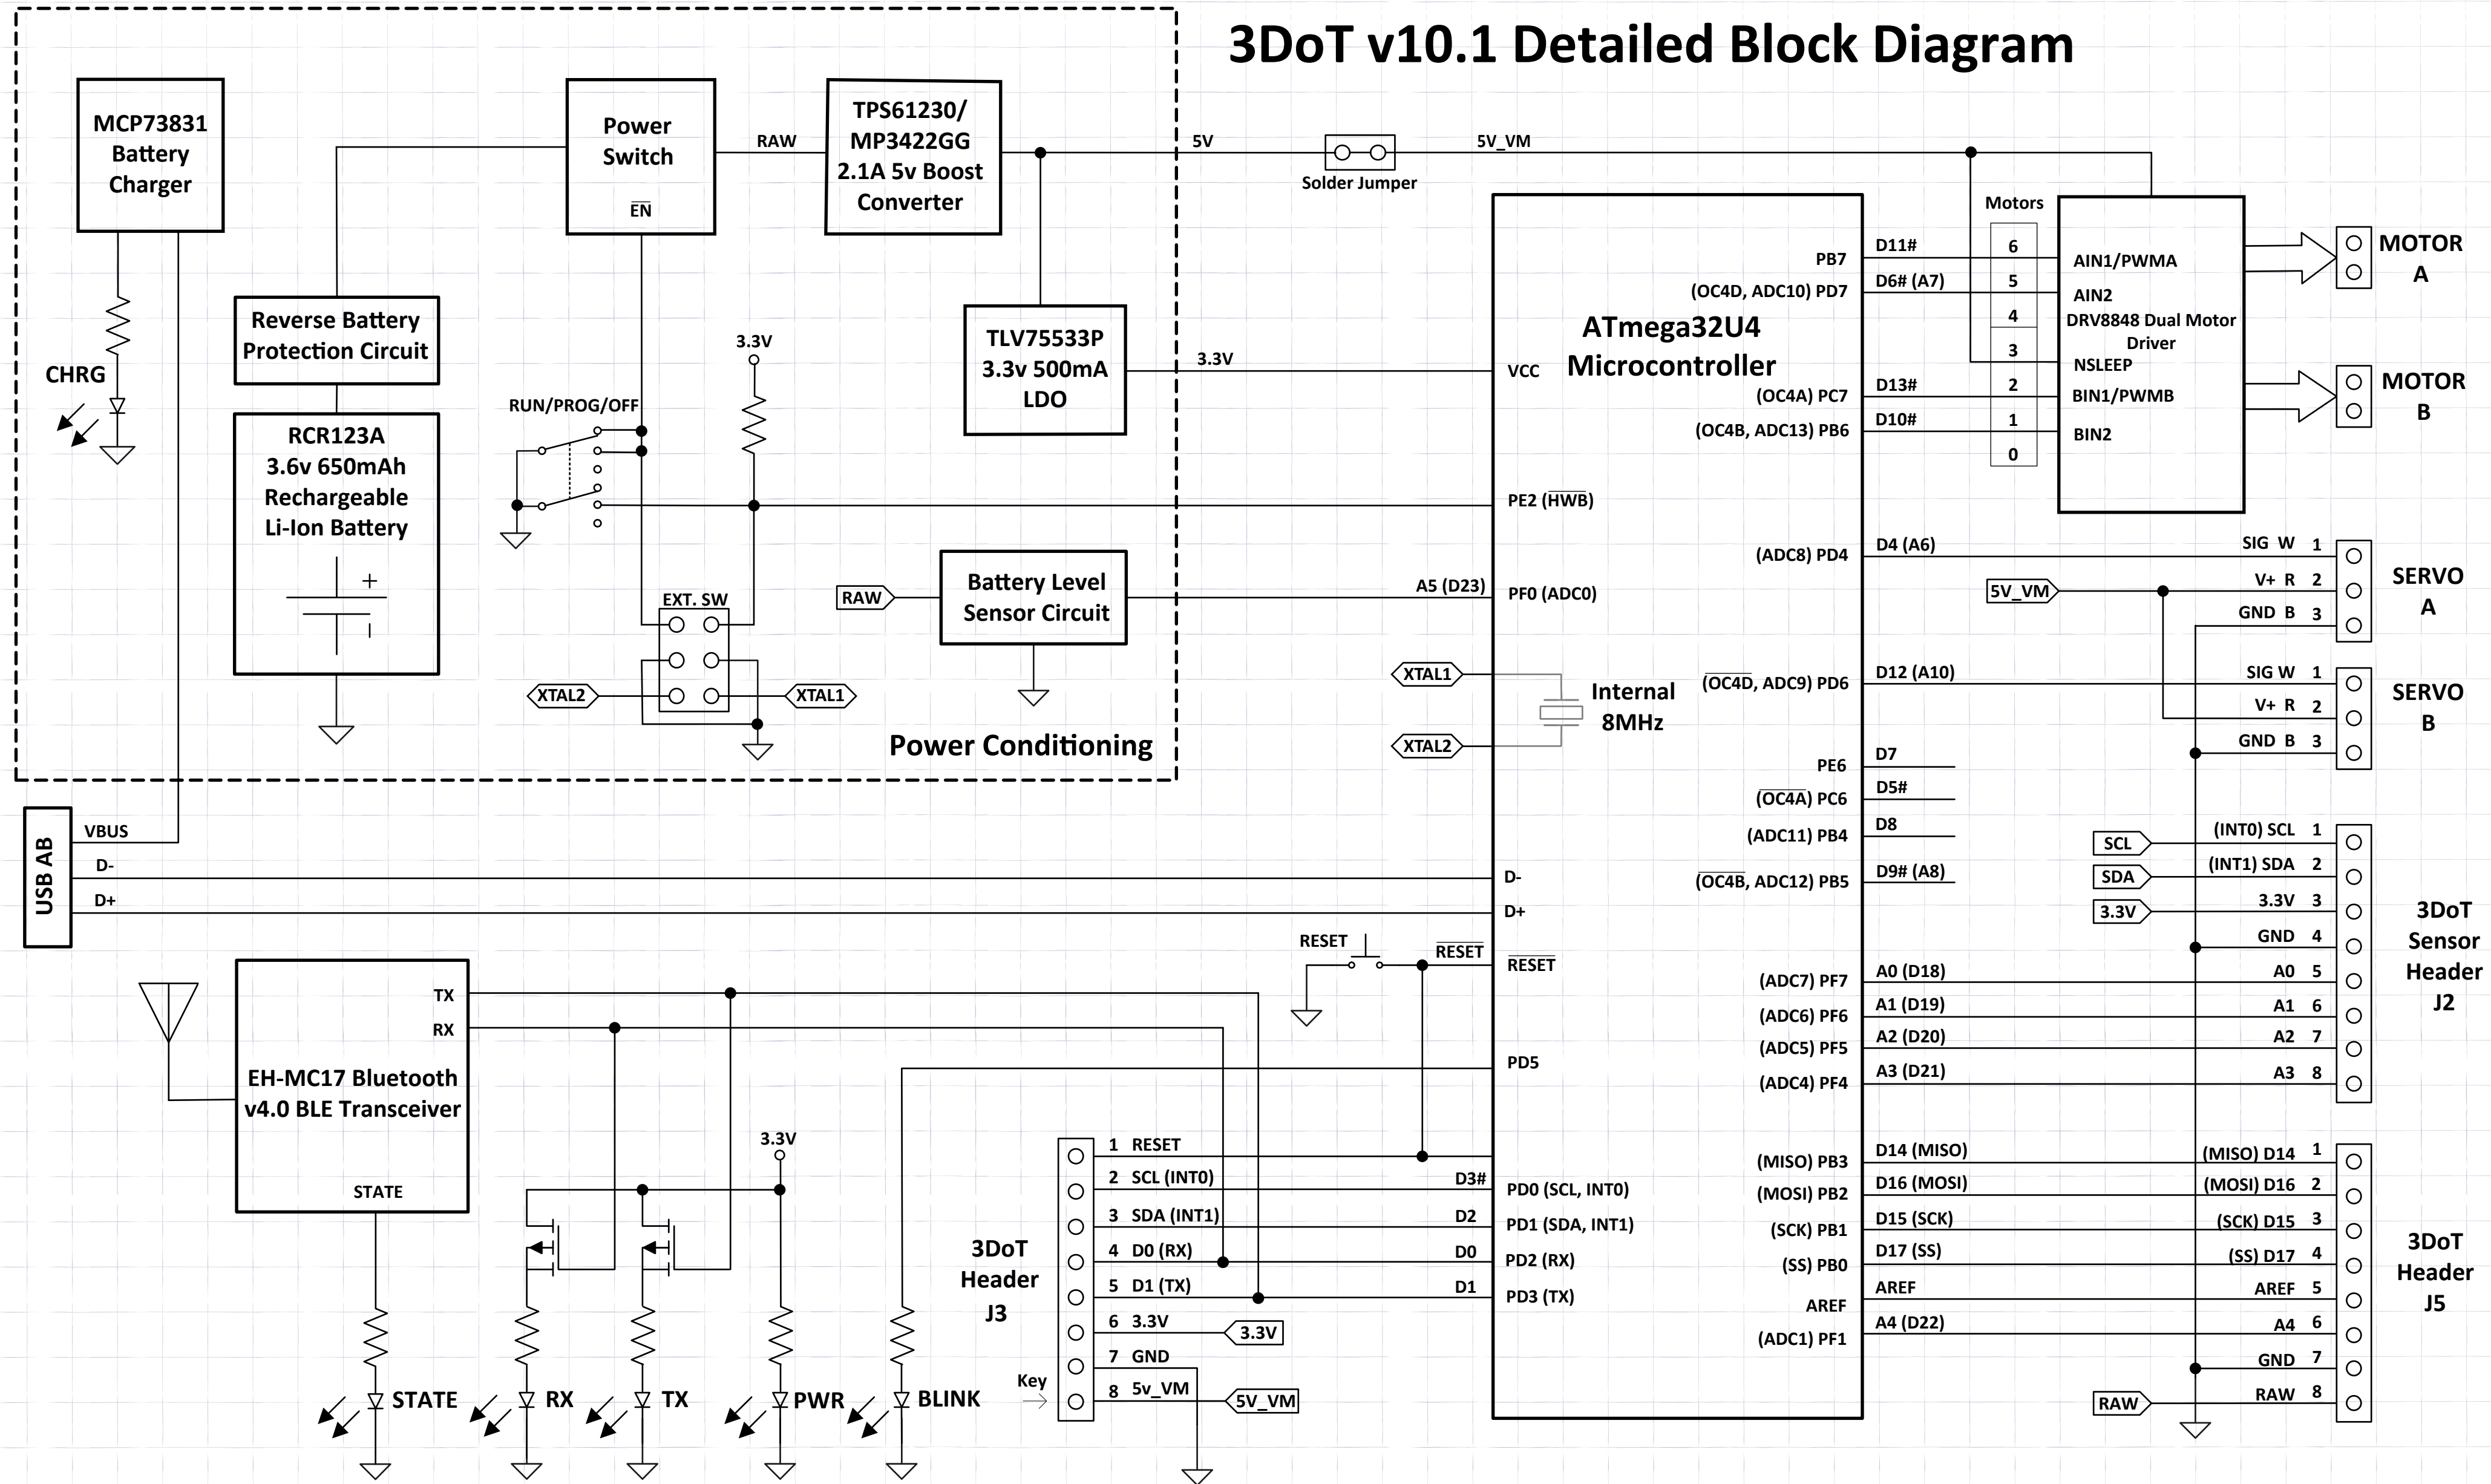 3DoT v10.1 Detailed Block Diagram
MCP73831
Battery
Charger
CHRG
Reverse Battery
Protection Circuit
RCR123A
3.6v 650mAh
Rechargeable
Li-Ion Battery
+
Power
Switch
EN
RAW
TPS61230/
MP3422GG
2.1A 5v Boost
Converter
5V
Solder Jumper
5V_VM
TLV75533P
3.3v 500mA
LDO
3.3V
3.3V
RUN/PROG/OFF
EXT. SW
XTAL2
XTAL1
RAW
Battery Level
Sensor Circuit
A5 (D23)
Power Conditioning
USB AB
VBUS
D-
D+
EH-MC17 Bluetooth
v4.0 BLE Transceiver
TX
RX
STATE
3.3V
STATE
RX
TX
PWR
BLINK
3DoT
Header
J3
Key
1 RESET
2 SCL (INT0)
3 SDA (INT1)
4 D0 (RX)
5 D1 (TX)
6 3.3V
7 GND
8 5v_VM
3.3V
5V_VM
RESET
RESET
D3#
D2
D0
D1
XTAL1
XTAL2
Internal
8MHz
ATmega32U4
Microcontroller
VCC
PE2 (HWB)
PF0 (ADC0)
D-
D+
RESET
PD5
PD0 (SCL, INT0)
PD1 (SDA, INT1)
PD2 (RX)
PD3 (TX)
PB7
(OC4D, ADC10) PD7
(OC4A) PC7
(OC4B, ADC13) PB6
(ADC8) PD4
(OC4D, ADC9) PD6
PE6
(OC4A) PC6
(ADC11) PB4
(OC4B, ADC12) PB5
(ADC7) PF7
(ADC6) PF6
(ADC5) PF5
(ADC4) PF4
(MISO) PB3
(MOSI) PB2
(SCK) PB1
(SS) PB0
AREF
(ADC1) PF1
D11#
D6# (A7)
D13#
D10#
D4 (A6)
D12 (A10)
D7
D5#
D8
D9# (A8)
A0 (D18)
A1 (D19)
A2 (D20)
A3 (D21)
D14 (MISO)
D16 (MOSI)
D15 (SCK)
D17 (SS)
AREF
A4 (D22)
Motors
6
5
4
3
2
1
0
AIN1/PWMA
AIN2
DRV8848 Dual Motor
Driver
NSLEEP
BIN1/PWMB
BIN2
MOTOR
A
MOTOR
B
5V_VM
SIG W 1
V+ R 2
GND B 3
SERVO
A
SIG W 1
V+ R 2
GND B 3
SERVO
B
SCL
SDA
3.3V
(INT0) SCL 1
(INT1) SDA 2
3.3V 3
GND 4
A0 5
A1 6
A2 7
A3 8
3DoT
Sensor
Header
J2
(MISO) D14 1
(MOSI) D16 2
(SCK) D15 3
(SS) D17 4
AREF 5
A4 6
GND 7
RAW 8
RAW
3DoT
Header
J5